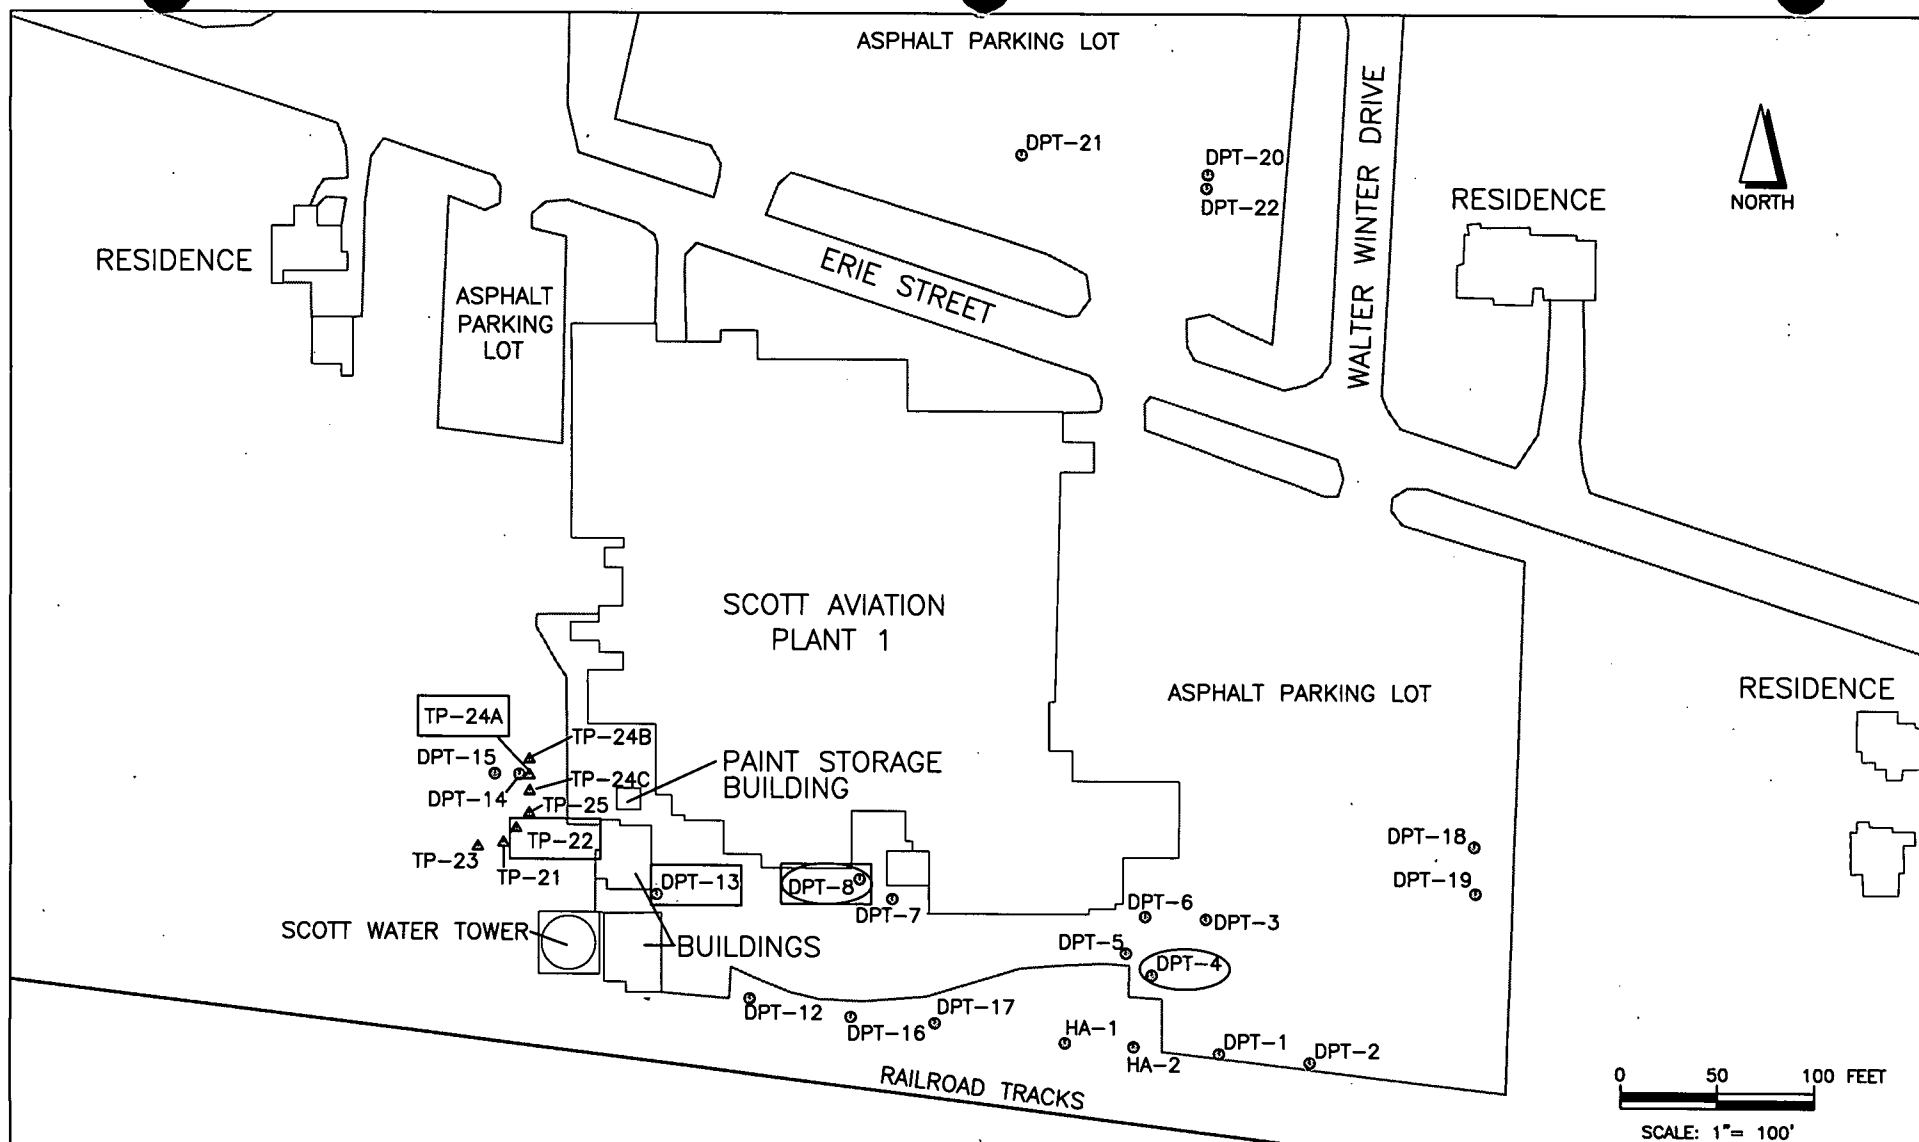 ASPHALT PARKING LOT
WALTER WINTER DRIVE
DPT-21
DPT-20
DPT-22
RESIDENCE
NORTH
RESIDENCE
ERIE STREET
ASPHALT
PARKING
LOT
SCOTT AVIATION
PLANT 1
ASPHALT PARKING LOT
RESIDENCE
TP-24A
TP-24B
DPT-15
PAINT STORAGE
BUILDING
TP-24C
DPT-14
TP-25
TP-22
TP-23
TP-21
DPT-18
DPT-13
DPT-8
DPT-19
DPT-7
DPT-6
DPT-3
SCOTT WATER TOWER
BUILDINGS
DPT-5
DPT-4
DPT-12
DPT-16
DPT-17
HA-1
HA-2
DPT-1
DPT-2
RAILROAD TRACKS
0 50 100 FEET
SCALE: 1"= 100'